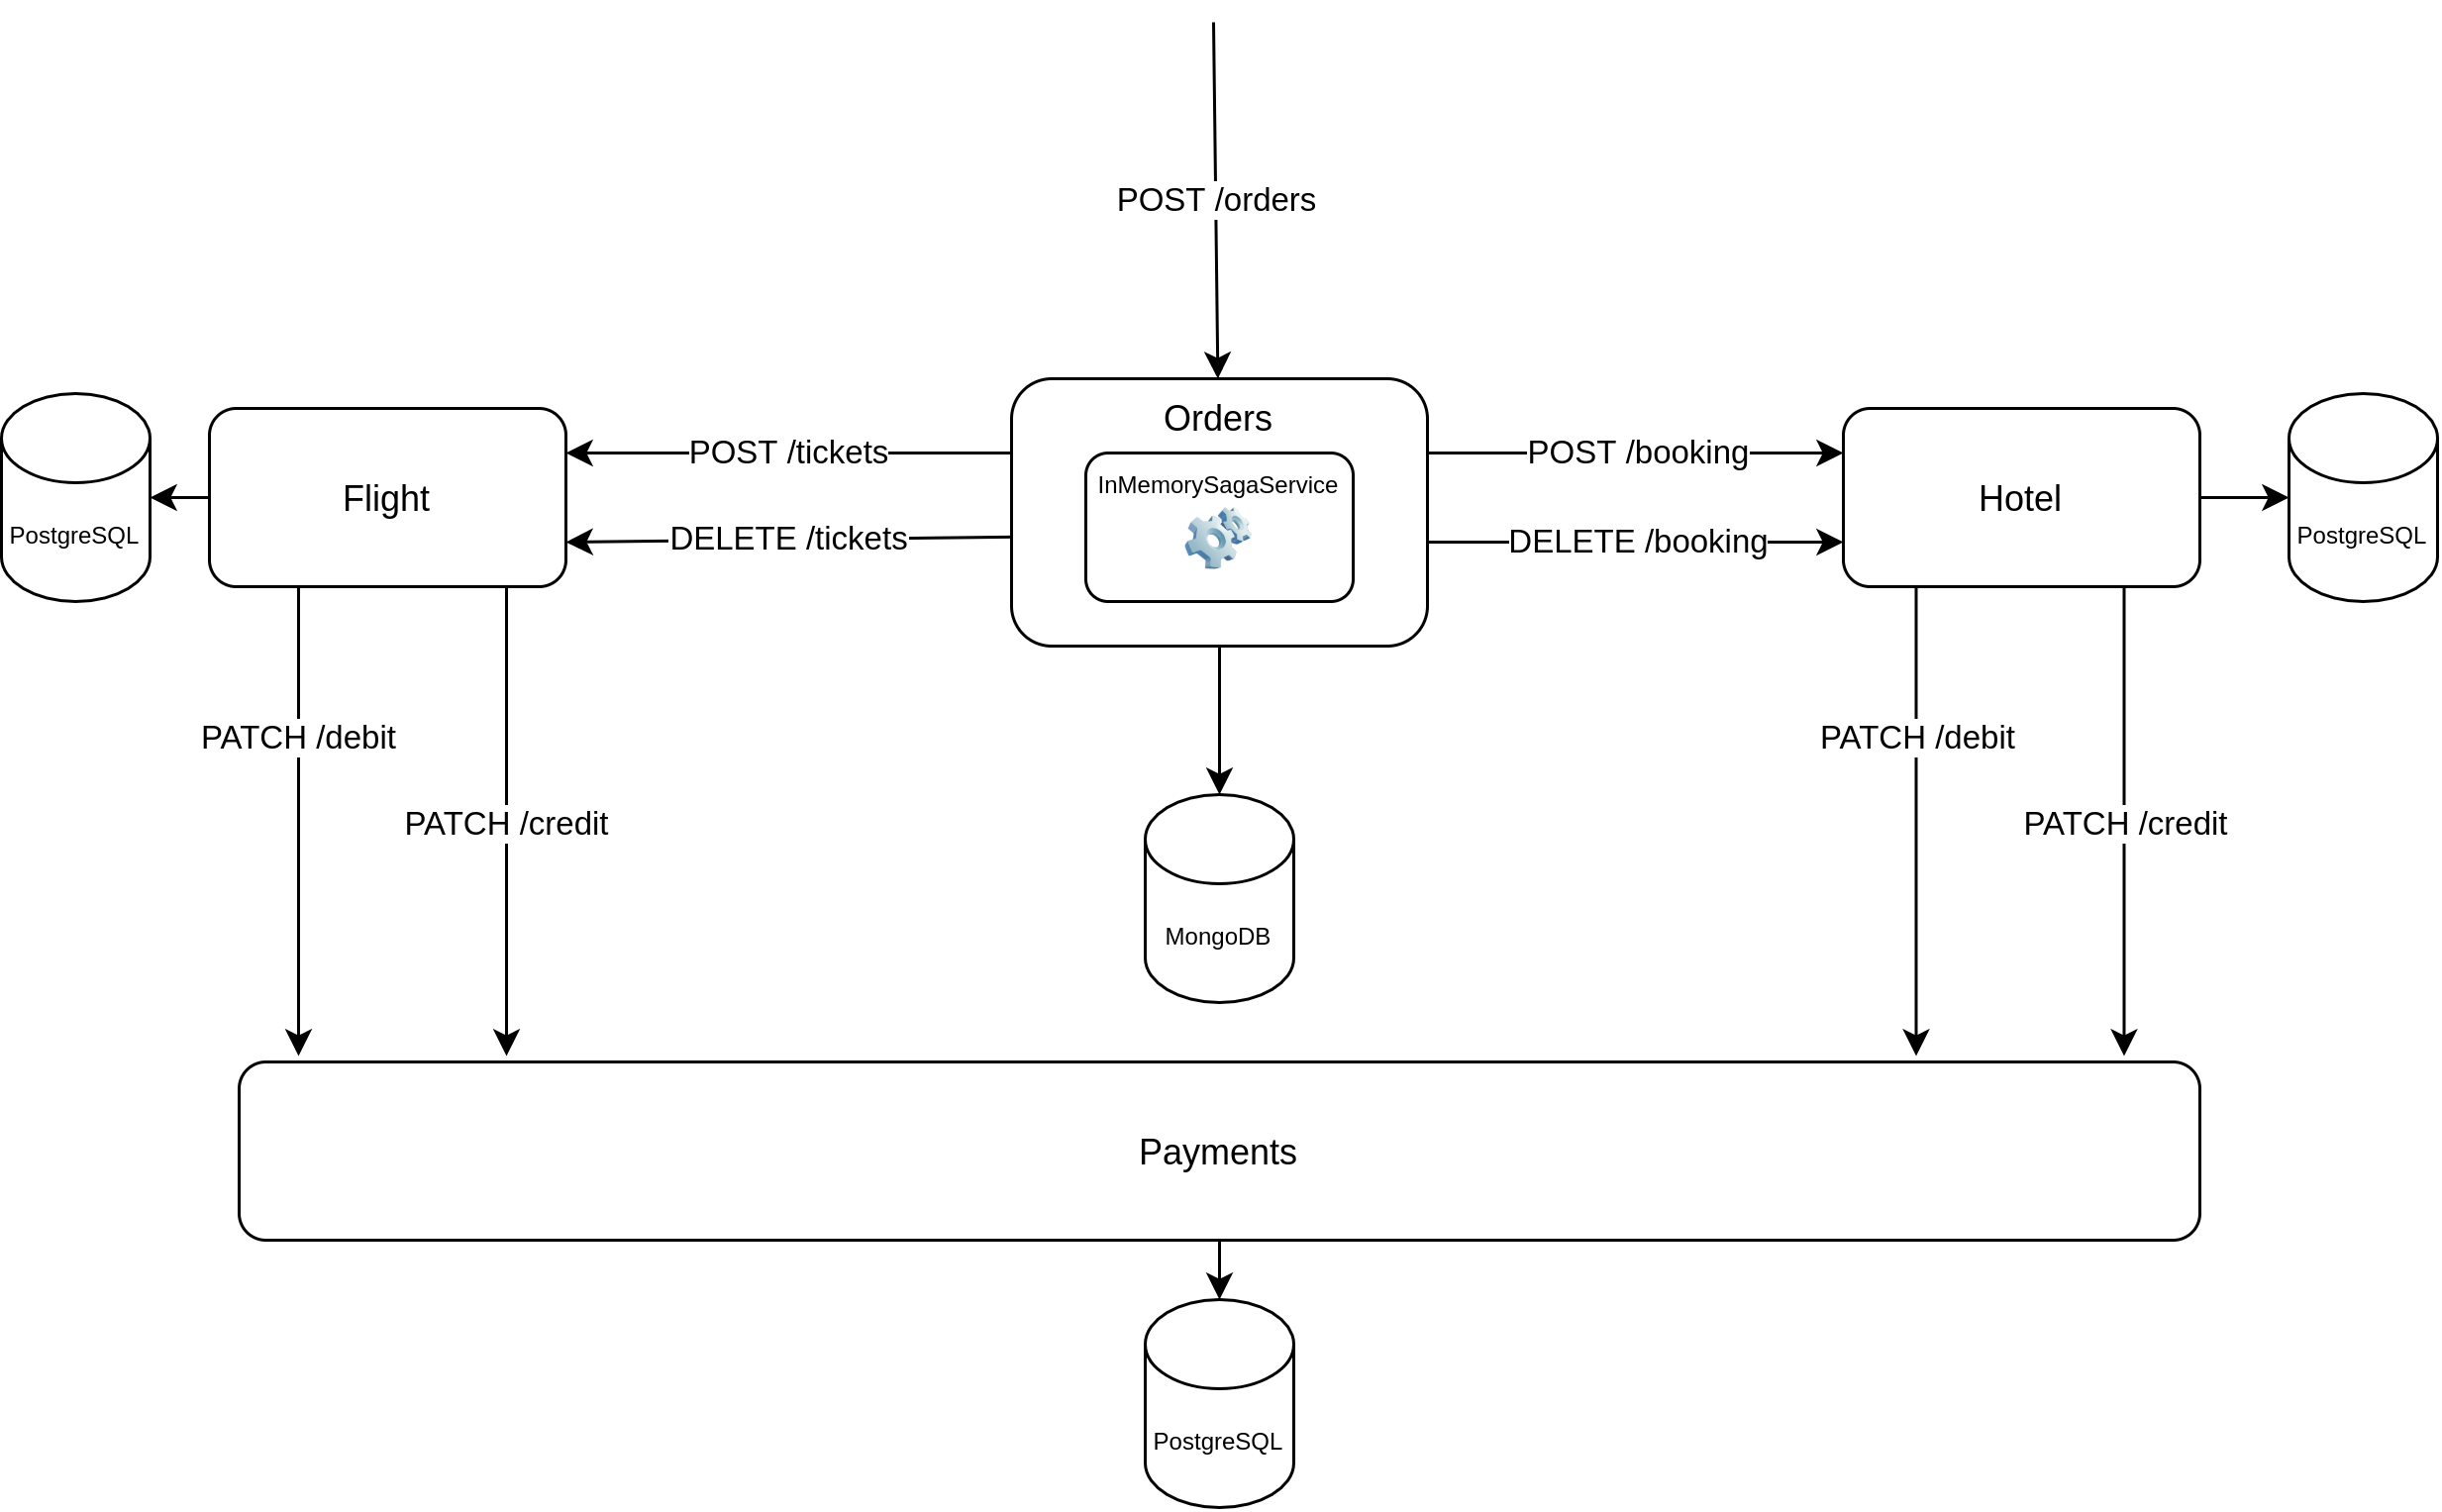 POST /orders
Orders
POST /tickets
POST /booking
InMemorySagaService
Flight
Hotel
PostgreSQL
DELETE /tickets
DELETE /booking
PostgreSQL
PATCH /debit
PATCH /debit
PATCH /credit
PATCH /credit
MongoDB
Payments
PostgreSQL